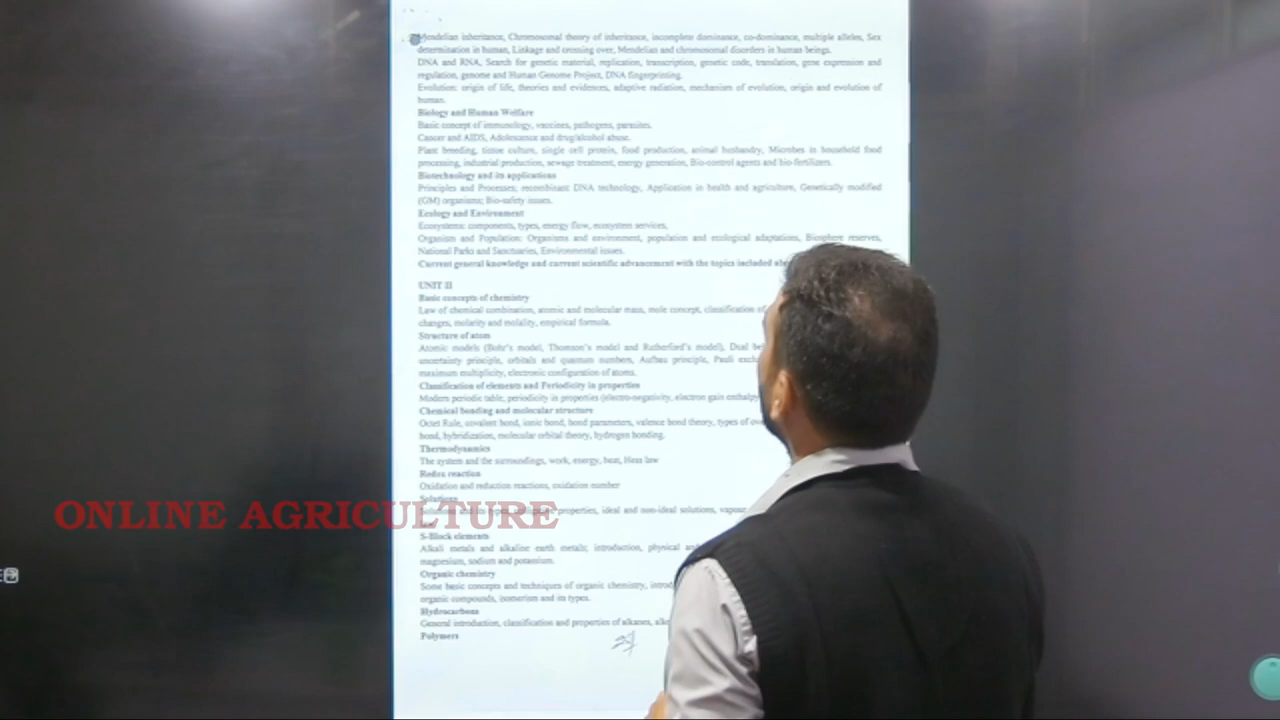 Mendelian inheritance, Chromosomal theory of inheritance, incomplete dominance, co-dominance, multiple alleles, Sex
determination in human, Linkage and crossing over, Mendelian and chromosomal disorders in human beings.
DNA and RNA, Search for genetic material, replication, transcription, genetic code, translation, gene expression and
regulation, genome and Human Genome Project, DNA fingerprinting.
Evolution: origin of life, theories and evidences, adaptive radiation, mechanism of evolution, origin and evolution of
human.
Biology and Human Welfare
Basic concept of immunology, vaccines, pathogens, parasites.
Cancer and AIDS, Adolescence and drug/alcohol abuse.
Plant breeding, tissue culture, single cell protein, food production, animal husbandry, Microbes in household food
processing, industrial production, sewage treatment, energy generation, Bio-control agents and bio-fertilizers.
Biotechnology and its applications
Principles and Processes; recombinant DNA technology, Application in health and agriculture, Genetically modified
(GM) organisms; Bio-safety issues.
Ecology and Environment
Ecosystems: components, types, energy flow, ecosystem services,
Organism and Population: Organisms and environment, population and ecological adaptations, Biosphere reserves,
National Parks and Sanctuaries, Environmental issues.
Current general knowledge and current scientific advancement with the topics included
UNIT II
Basic concepts of chemistry
Law of chemical combination, atomic and molecular mass, mole concept, classification of
changes, molarity and molality, empirical formula.
Structure of atom
Atomic models (Bohr's model, Thomson's model and Rutherford's model), Dual
uncertainty principle, orbitals and quantum numbers, Aufbau principle, Pauli
maximum multiplicity, electronic configuration of atoms.
Classification of elements and Periodicity in properties
Modern periodic table, periodicity in properties (electro-negativity, electron gain enthalpy
Chemical bonding and molecular structure
Octet Rule, covalent bond, ionic bond, bond parameters, valence bond theory, types of
bond, hybridization, molecular orbital theory, hydrogen bonding.
Thermodynamics
The system and the surroundings, work, energy, heat, Hess law
Redox reaction
Oxidation and reduction reactions, oxidation number
Solutions
ONLINE AGRICULTURE
properties, ideal and non-ideal solutions,
S-Block elements
Alkali metals and alkaline earth metals; introduction, physical
magnesium, sodium and potassium.
Organic chemistry
Some basic concepts and techniques of organic chemistry,
organic compounds, isomerism and its types.
Hydrocarbons
General introduction, classification and properties of alkanes,
Polymers